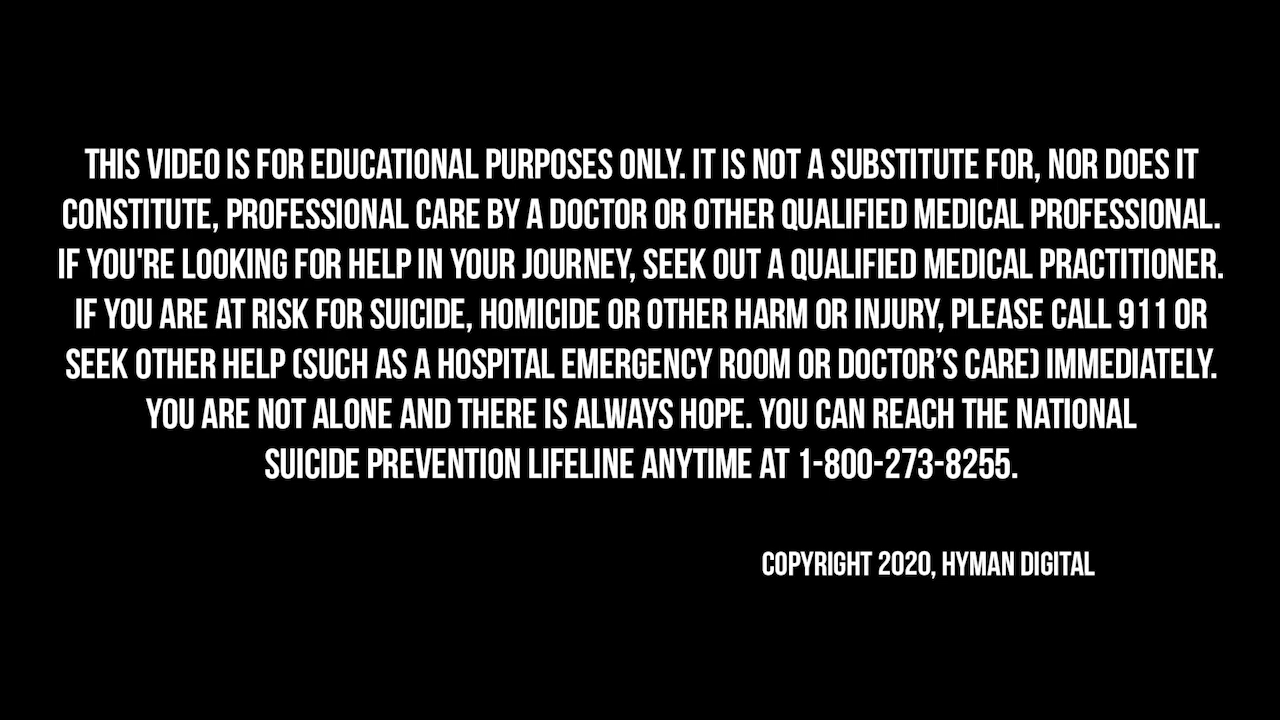 THIS VIDEO IS FOR EDUCATIONAL PURPOSES ONLY. IT IS NOT A SUBSTITUTE FOR, NOR DOES IT
CONSTITUTE, PROFESSIONAL CARE BY A DOCTOR OR OTHER QUALIFIED MEDICAL PROFESSIONAL.
IF YOU'RE LOOKING FOR HELP IN YOUR JOURNEY, SEEK OUT A QUALIFIED MEDICAL PRACTITIONER.
IF YOU ARE AT RISK FOR SUICIDE, HOMICIDE OR OTHER HARM OR INJURY, PLEASE CALL 911 OR
SEEK OTHER HELP (SUCH AS A HOSPITAL EMERGENCY ROOM OR DOCTOR’S CARE) IMMEDIATELY.
YOU ARE NOT ALONE AND THERE IS ALWAYS HOPE. YOU CAN REACH THE NATIONAL
SUICIDE PREVENTION LIFELINE ANYTIME AT 1-800-273-8255.
COPYRIGHT 2020, HYMAN DIGITAL